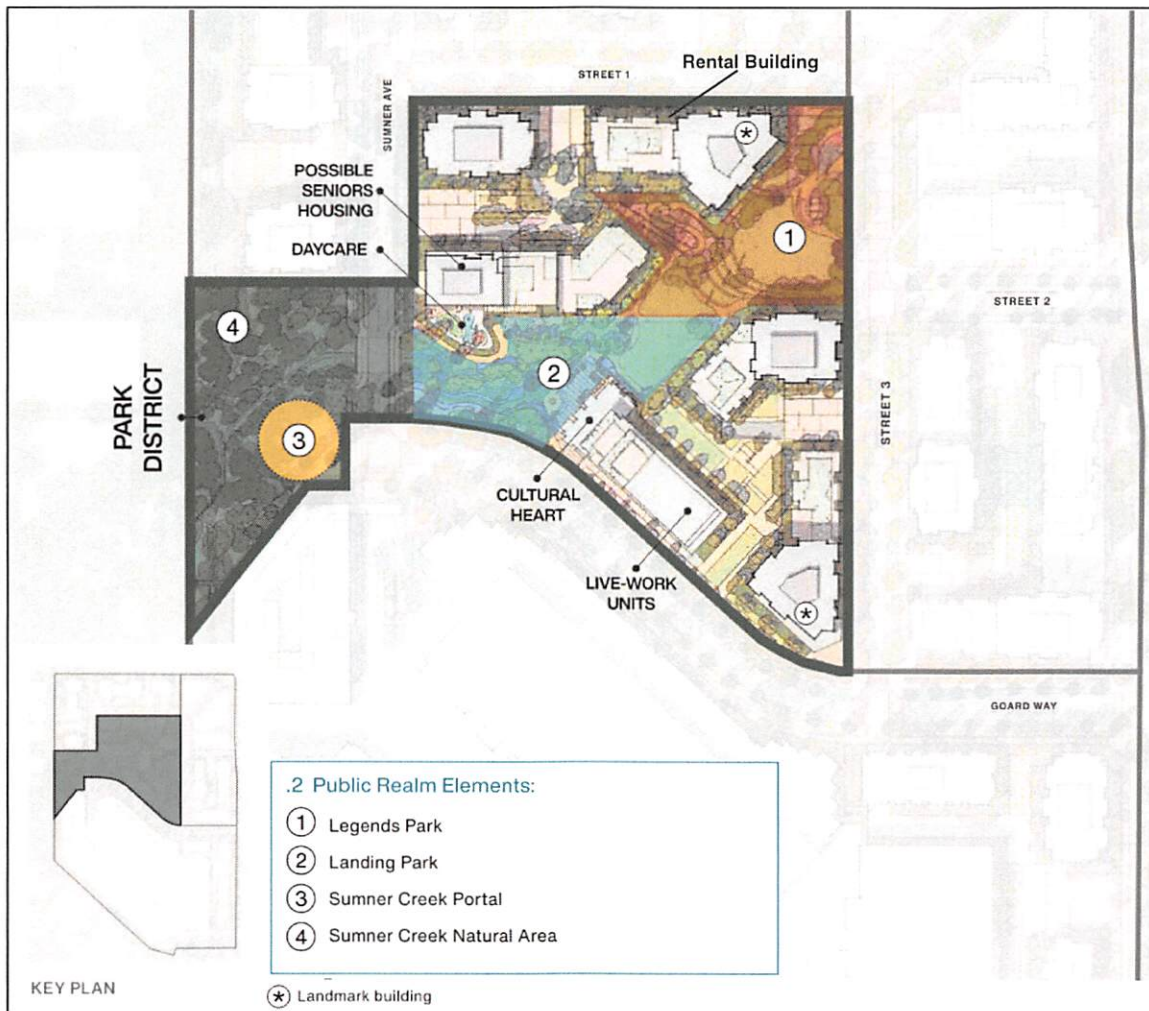 STREET 1
Rental Building
SUMNER AVE
*
POSSIBLE
SENIORS
HOUSING
DAYCARE
1
4
STREET 2
2
PARK
DISTRICT
3
STREET 3
CULTURAL
HEART
LIVE-WORK
UNITS
*
GOARD WAY
.2 Public Realm Elements:
1 Legends Park
2 Landing Park
3 Sumner Creek Portal
4 Sumner Creek Natural Area
KEY PLAN
* Landmark building